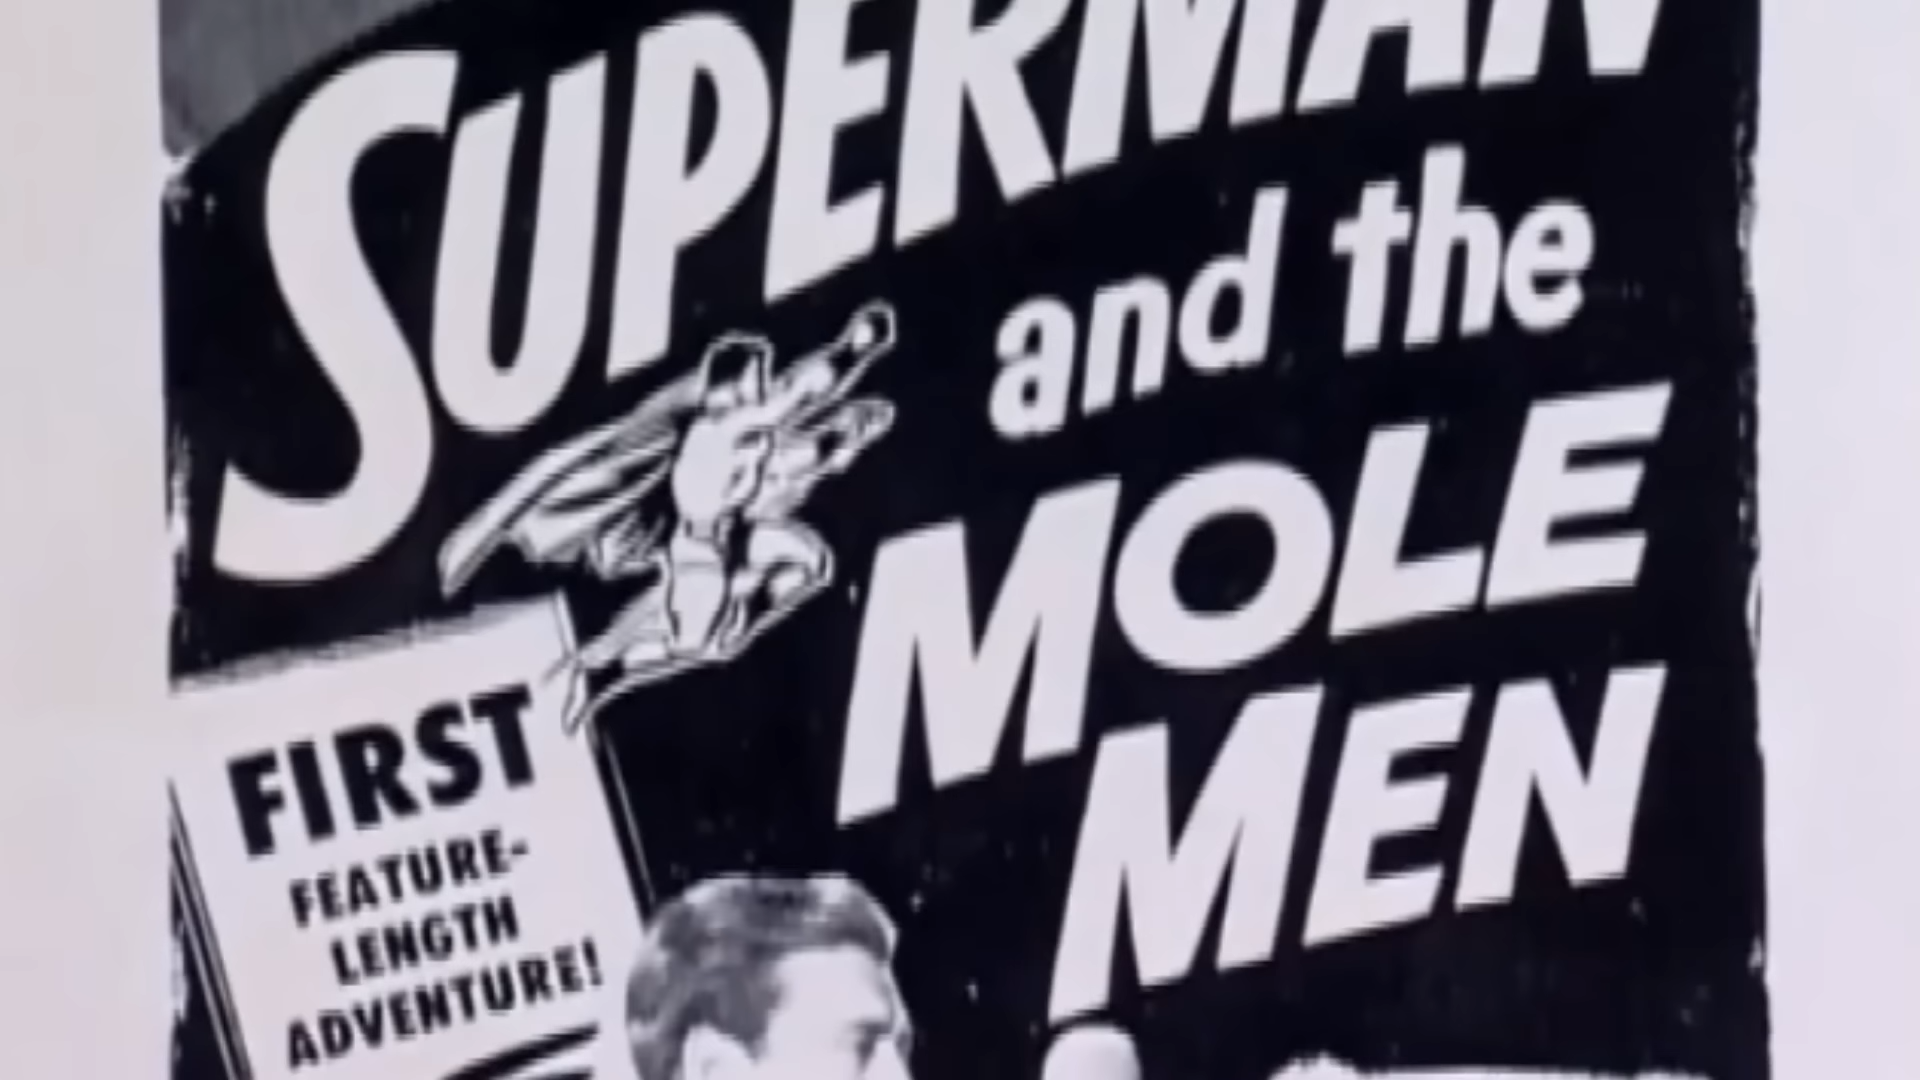 SUPERMAN
and the
MOLE
MEN
FIRST
FEATURE-
LENGTH
ADVENTURE!